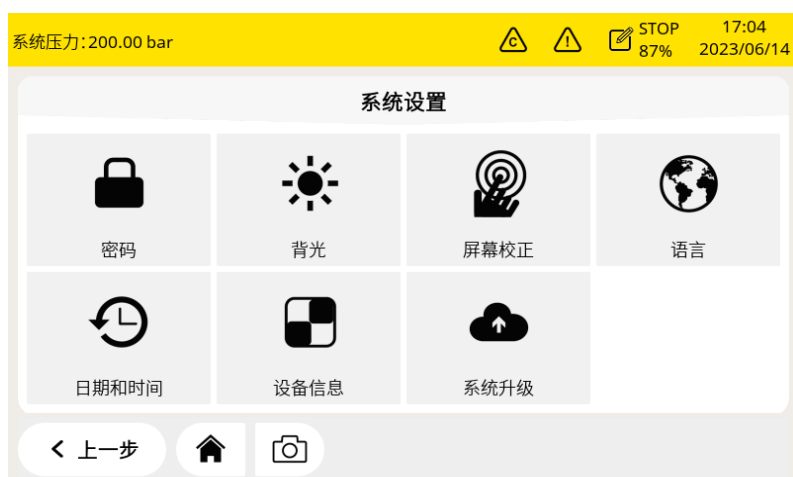 系统压力: 200.00 bar
C
!
STOP
87%
17:04
2023/06/14
系统设置
密码
背光
屏幕校正
语言
日期和时间
设备信息
系统升级
上一步